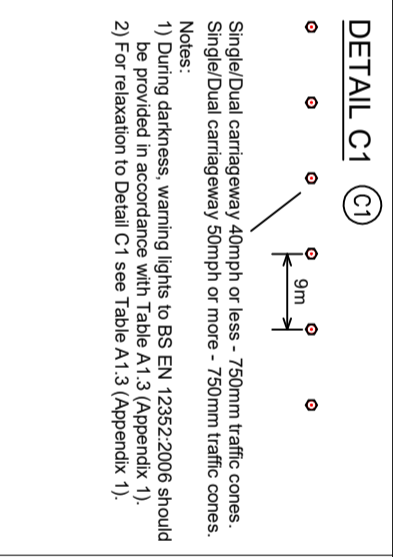 DETAIL C1 C1
9m
Single/Dual carriageway 40mph or less - 750mm traffic cones.
Single/Dual carriageway 50mph or more - 750mm traffic cones.
Notes:
1) During darkness, warning lights to BS EN 12352:2006 should
be provided in accordance with Table A1.3 (Appendix 1).
2) For relaxation to Detail C1 see Table A1.3 (Appendix 1).